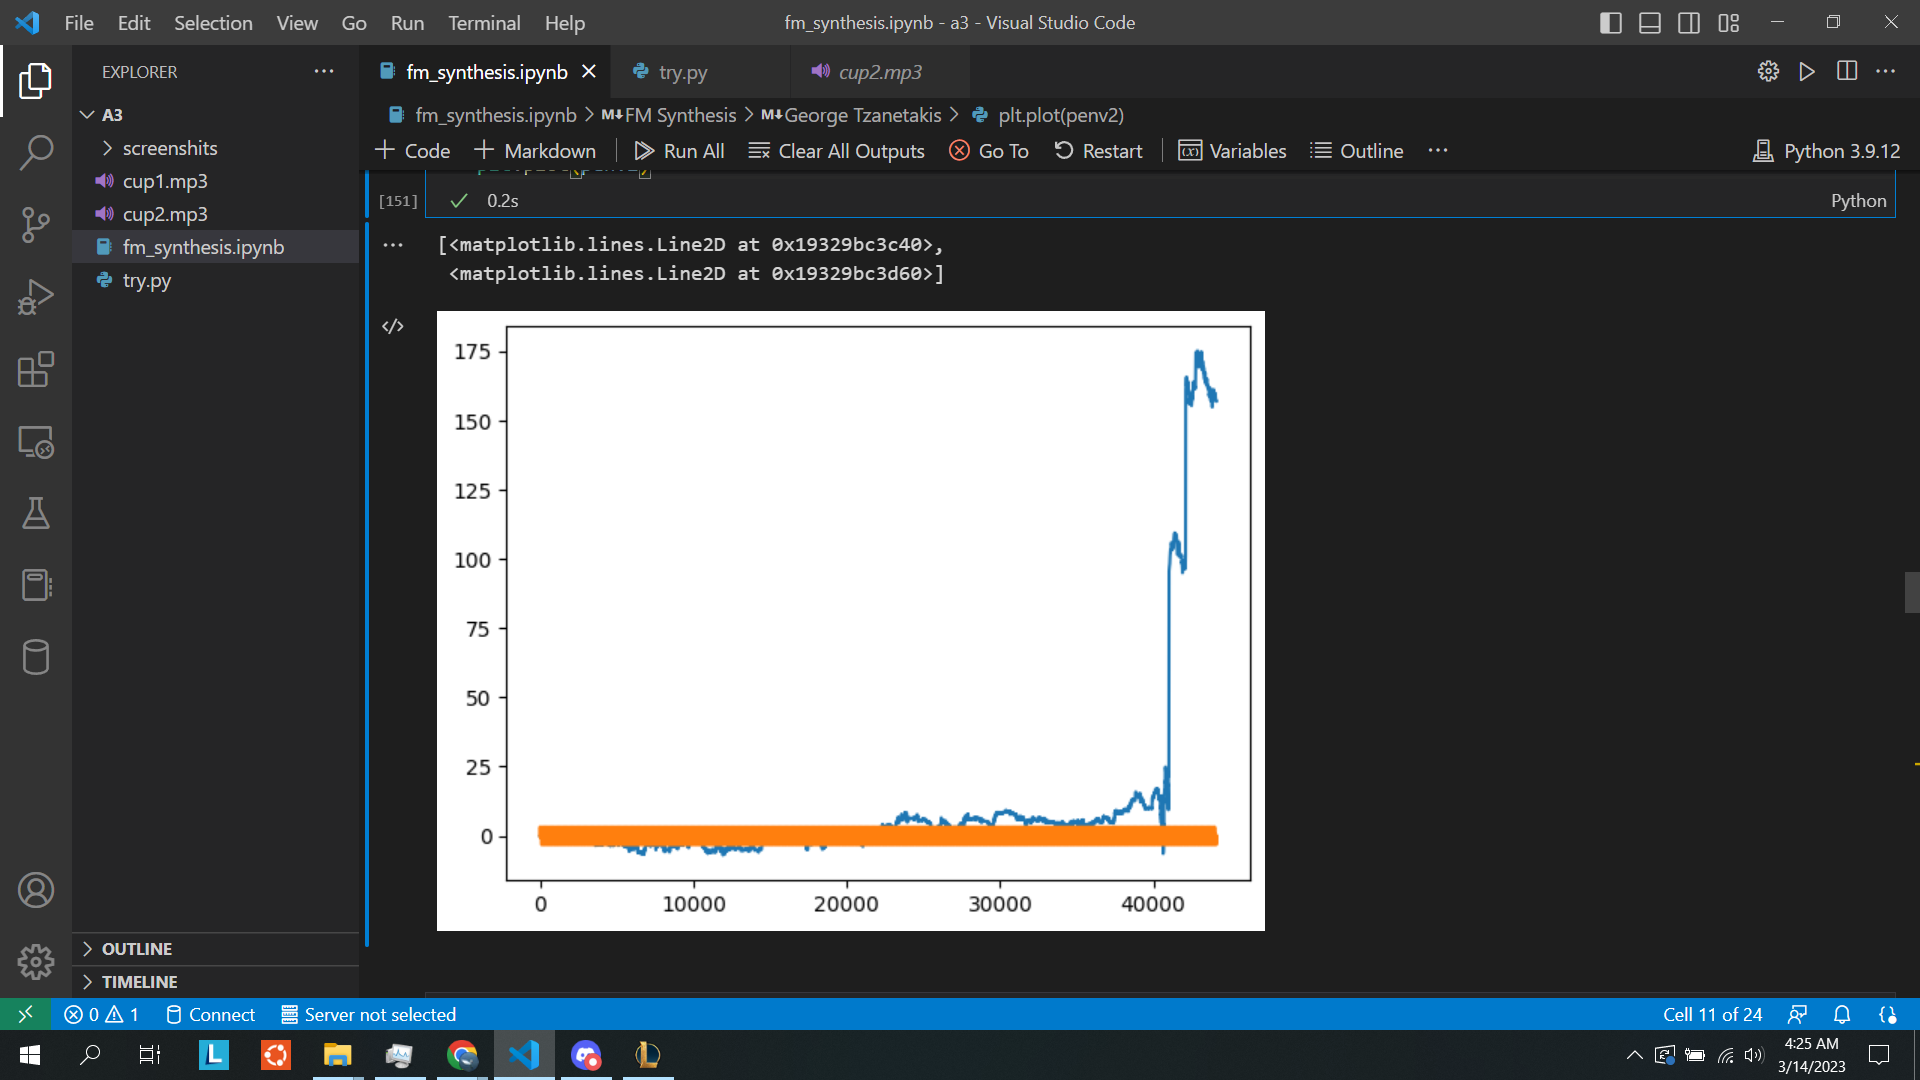 File Edit Selection View Go Run Terminal Help
fm_synthesis.ipynb - a3 - Visual Studio Code
EXPLORER
A3
screenshits
cup1.mp3
cup2.mp3
fm_synthesis.ipynb
try.py
OUTLINE
TIMELINE
fm_synthesis.ipynb
try.py
cup2.mp3
fm_synthesis.ipynb > M↓FM Synthesis > M↓George Tzanetakis > plt.plot(penv2)
Code
Markdown
Run All
Clear All Outputs
Go To
Restart
Variables
Outline
Python 3.9.12
[151]
0.2s
Python
[<matplotlib.lines.Line2D at 0x19329bc3c40>,
<matplotlib.lines.Line2D at 0x19329bc3d60>]
175
150
125
100
75
50
25
0
0 10000 20000 30000 40000
0 1 Connect Server not selected
Cell 11 of 24
L
4:25 AM
3/14/2023